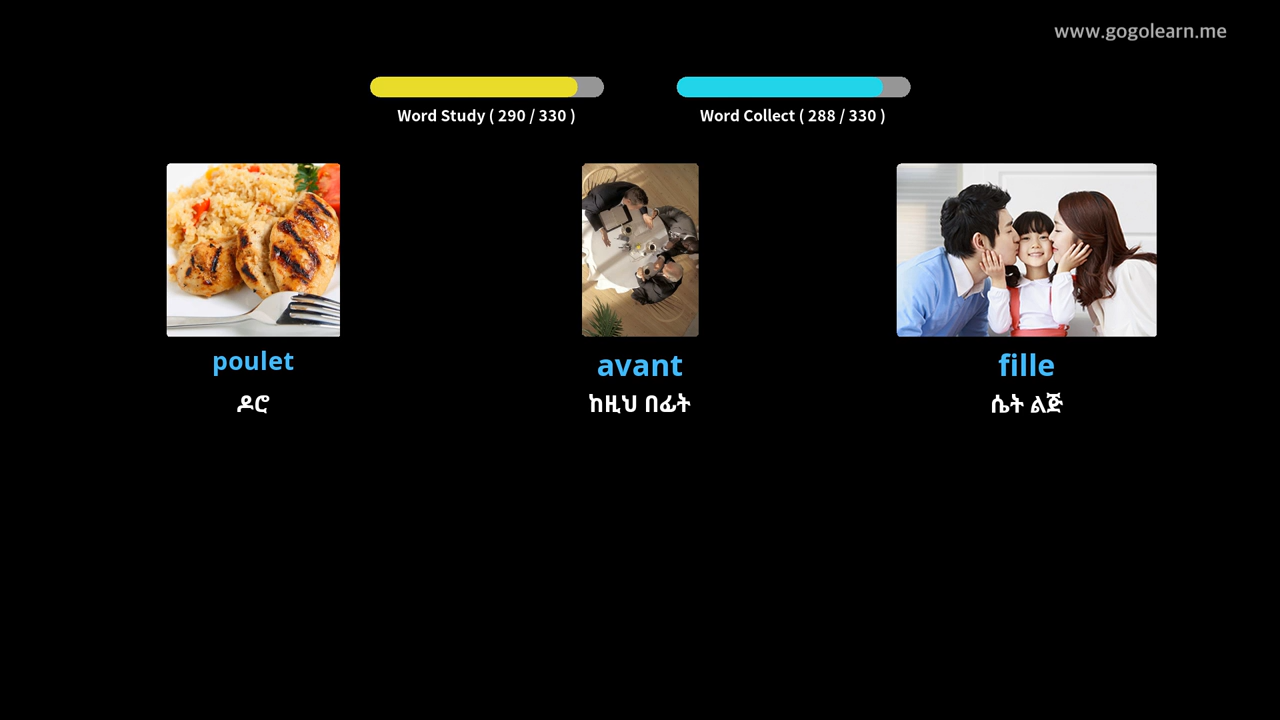 www.gogolearn.me
Word Study ( 290 / 330 )
Word Collect ( 288 / 330 )
poulet
avant
fille
ዶሮ
ከዚህ በፊት
ሴት ልጅ